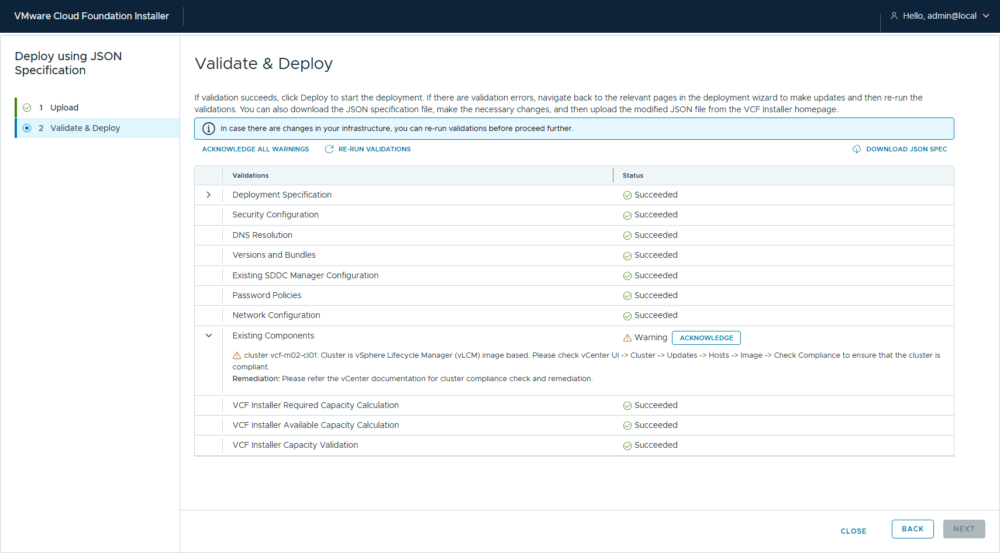 VMware Cloud Foundation Installer
Hello, admin@local
Deploy using JSON
Specification
1 Upload
2 Validate & Deploy
Validate & Deploy
If validation succeeds, click Deploy to start the deployment. If there are validation errors, navigate back to the relevant pages in the deployment wizard to make updates and then re-run the
validations. You can also download the JSON specification file, make the necessary changes, and then upload the modified JSON file from the VCF Installer homepage.
In case there are changes in your infrastructure, you can re-run validations before proceed further.
ACKNOWLEDGE ALL WARNINGS RE-RUN VALIDATIONS DOWNLOAD JSON SPEC
Validations Status
Deployment Specification Succeeded
Security Configuration Succeeded
DNS Resolution Succeeded
Versions and Bundles Succeeded
Existing SDDC Manager Configuration Succeeded
Password Policies Succeeded
Network Configuration Succeeded
Existing Components Warning ACKNOWLEDGE
cluster vcf-m02-cl01: Cluster is vSphere Lifecycle Manager (vLCM) image based. Please check vCenter UI -> Cluster -> Updates -> Hosts -> Image -> Check Compliance to ensure that the cluster is
compliant.
Remediation: Please refer the vCenter documentation for cluster compliance check and remediation.
VCF Installer Required Capacity Calculation Succeeded
VCF Installer Available Capacity Calculation Succeeded
VCF Installer Capacity Validation Succeeded
CLOSE BACK NEXT